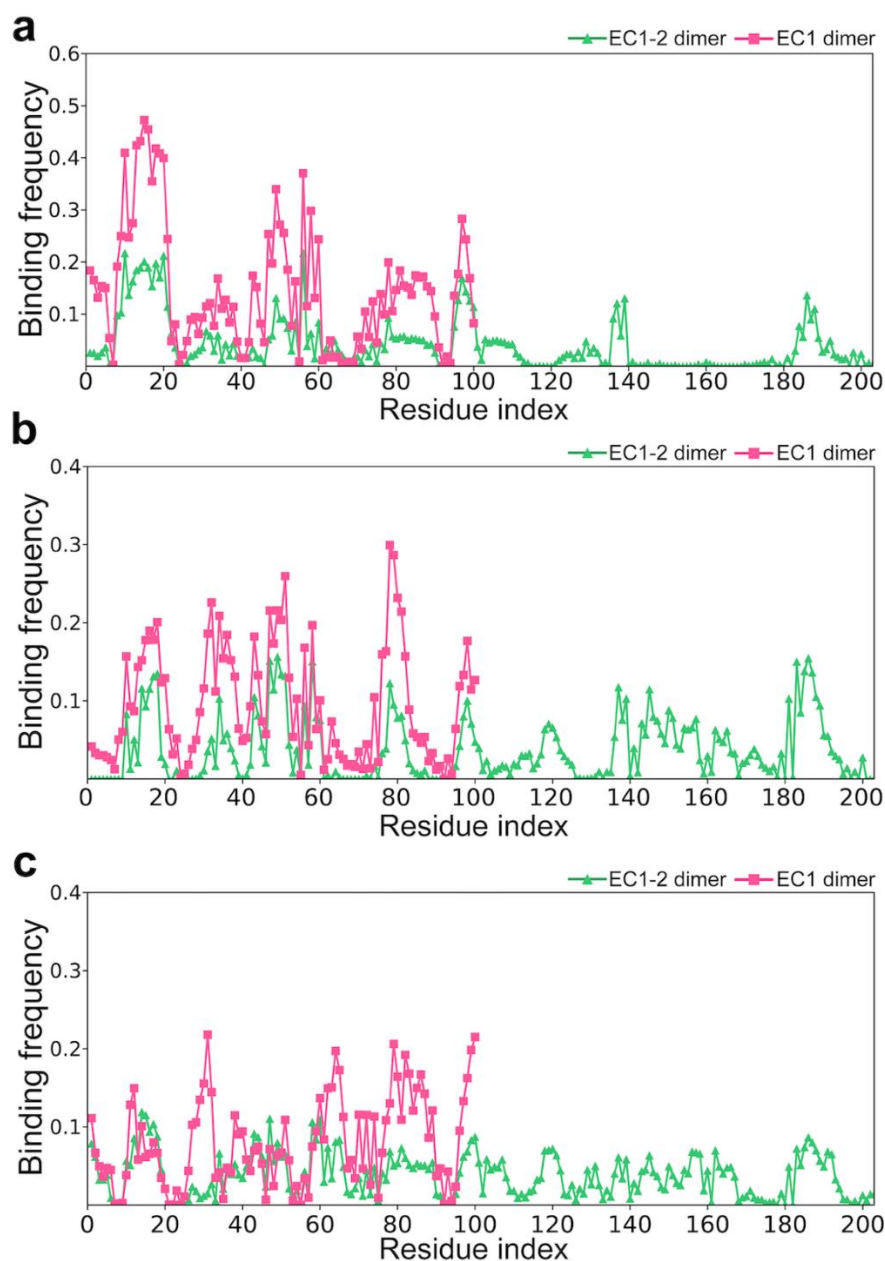 a
EC1-2 dimer EC1 dimer
0.6
0.5
0.4
0.3
0.2
0.1
Binding frequency
0 20 40 60 80 100 120 140 160 180 200
Residue index
b
EC1-2 dimer EC1 dimer
0.4
0.3
0.2
0.1
Binding frequency
0 20 40 60 80 100 120 140 160 180 200
Residue index
c
EC1-2 dimer EC1 dimer
0.4
0.3
0.2
0.1
Binding frequency
0 20 40 60 80 100 120 140 160 180 200
Residue index